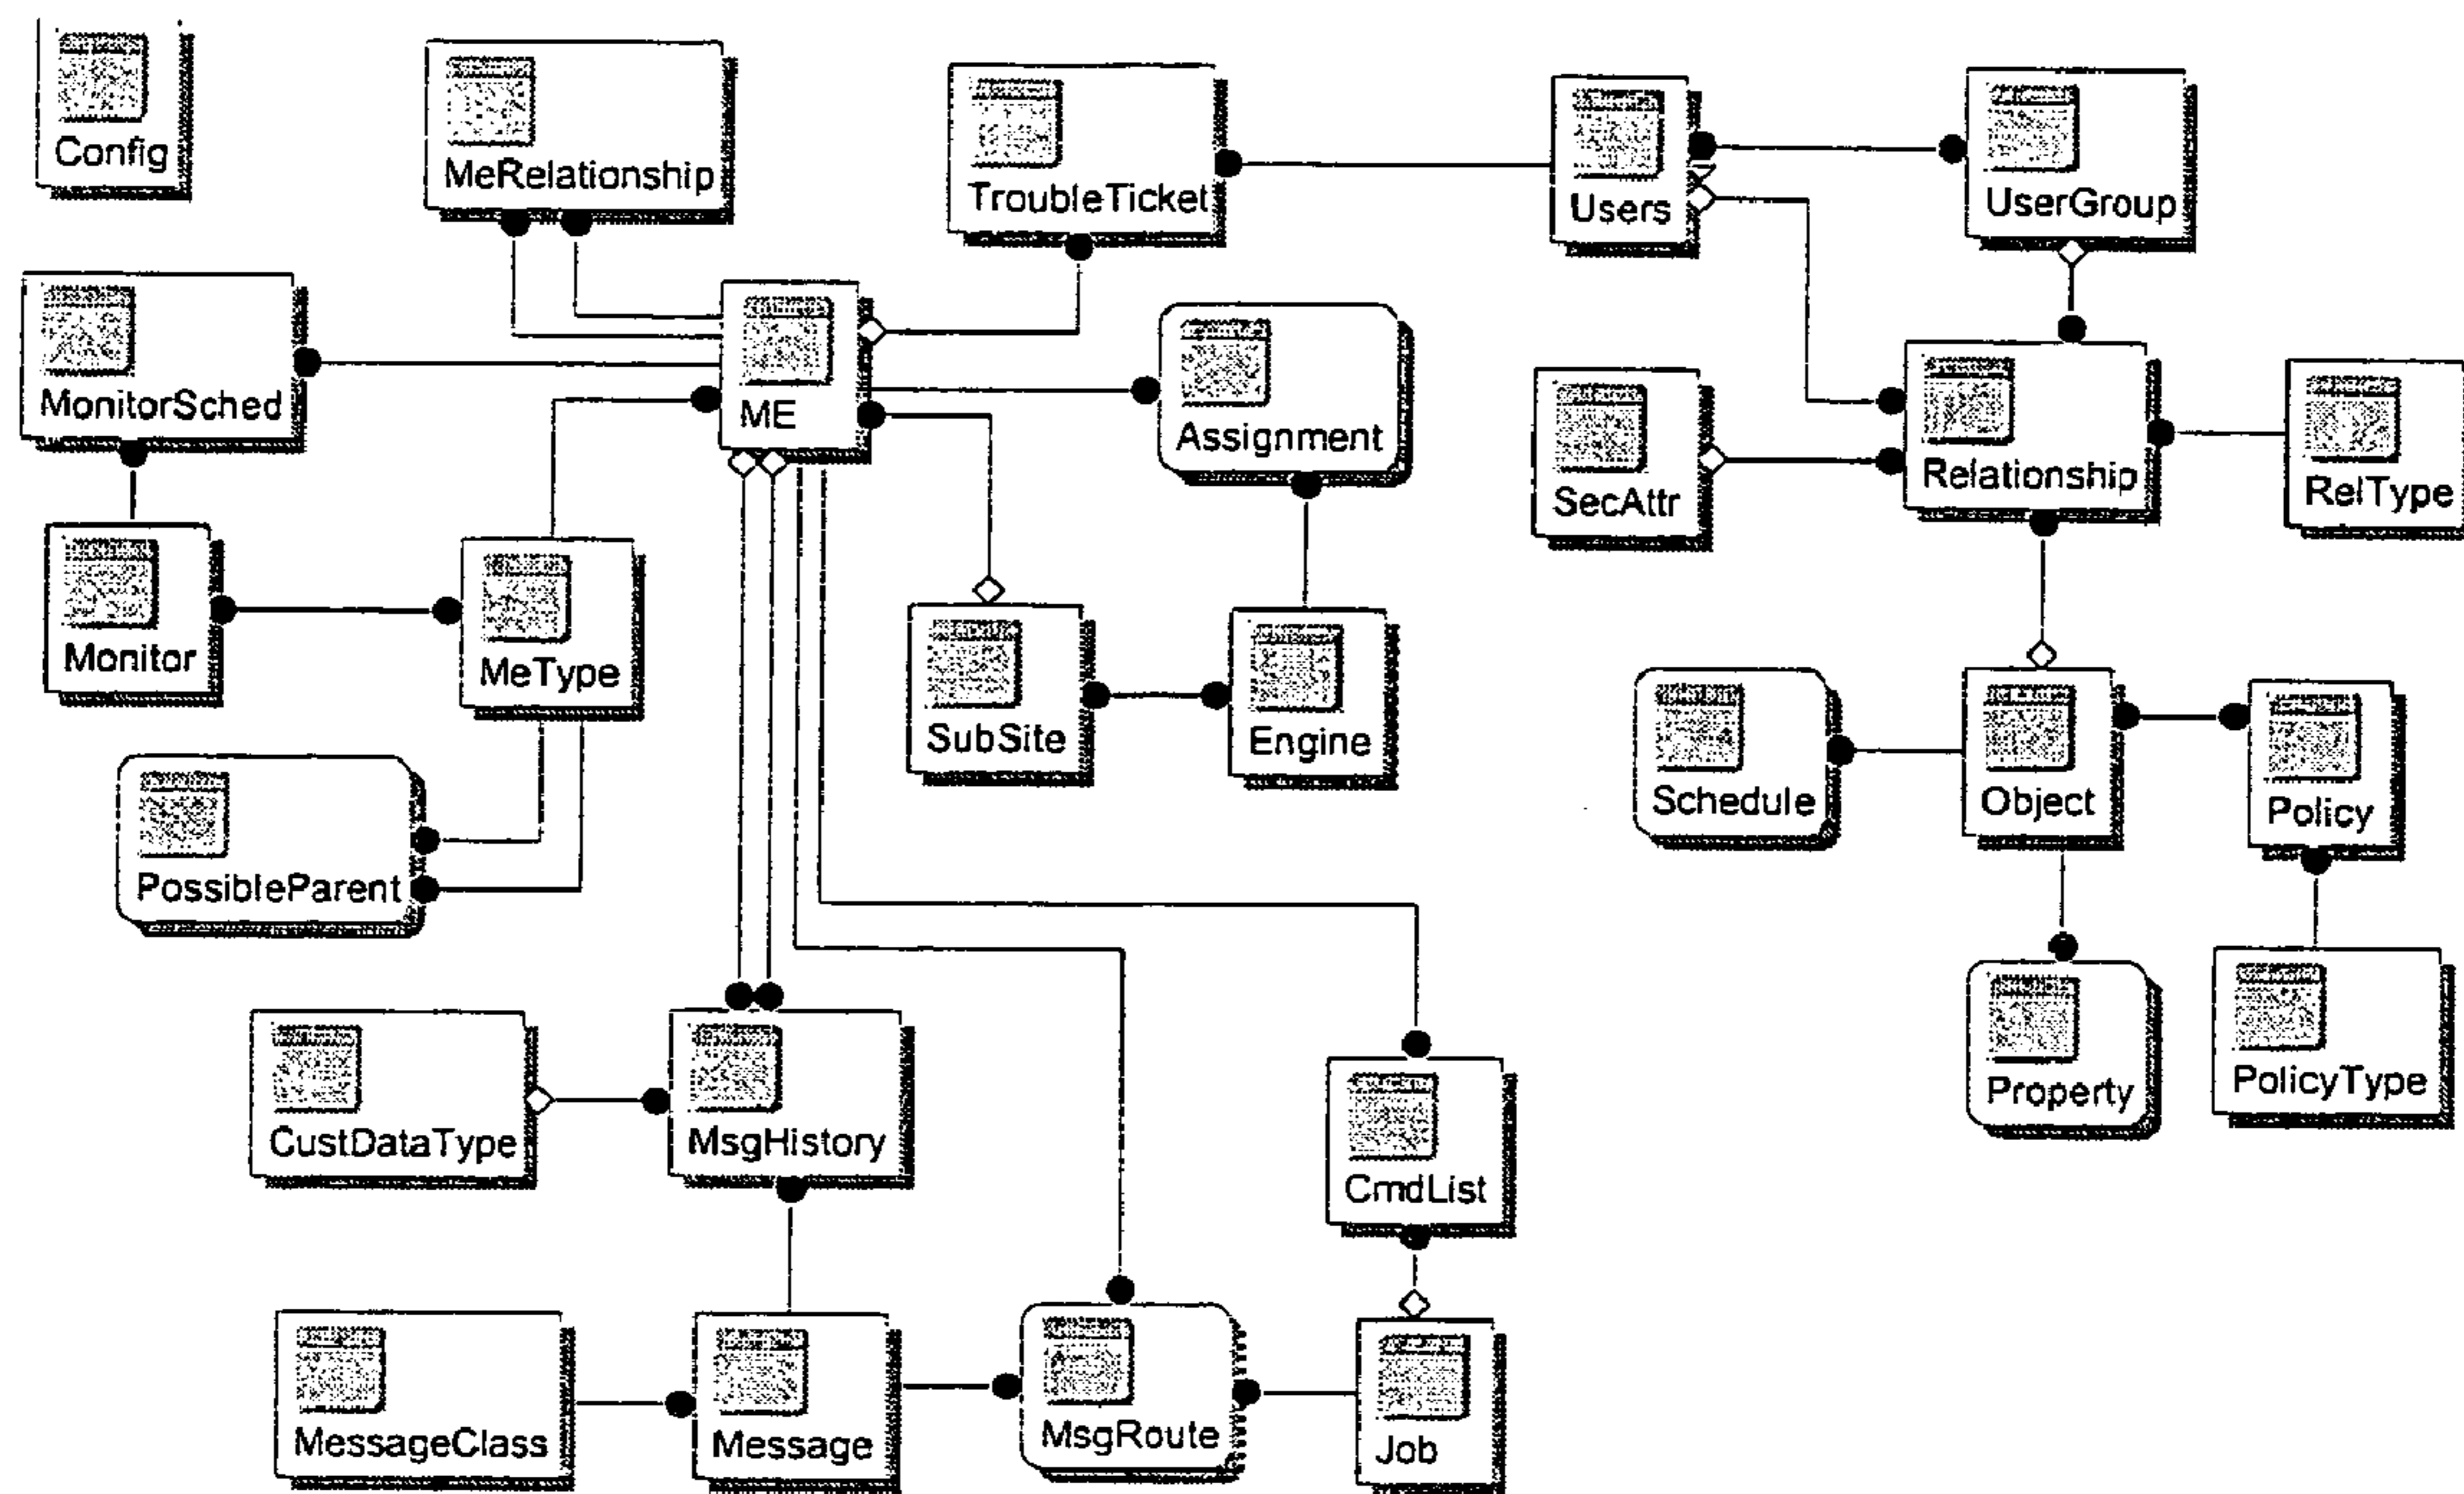 Config
MeRelationship
TroubleTicket
Users
UserGroup
MonitorSched
ME
Assignment
SecAttr
Relationship
RelType
Monitor
MeType
SubSite
Engine
Schedule
Object
Policy
PossibleParent
CustDataType
MsgHistory
CmdList
Property
PolicyType
MessageClass
Message
MsgRoute
Job